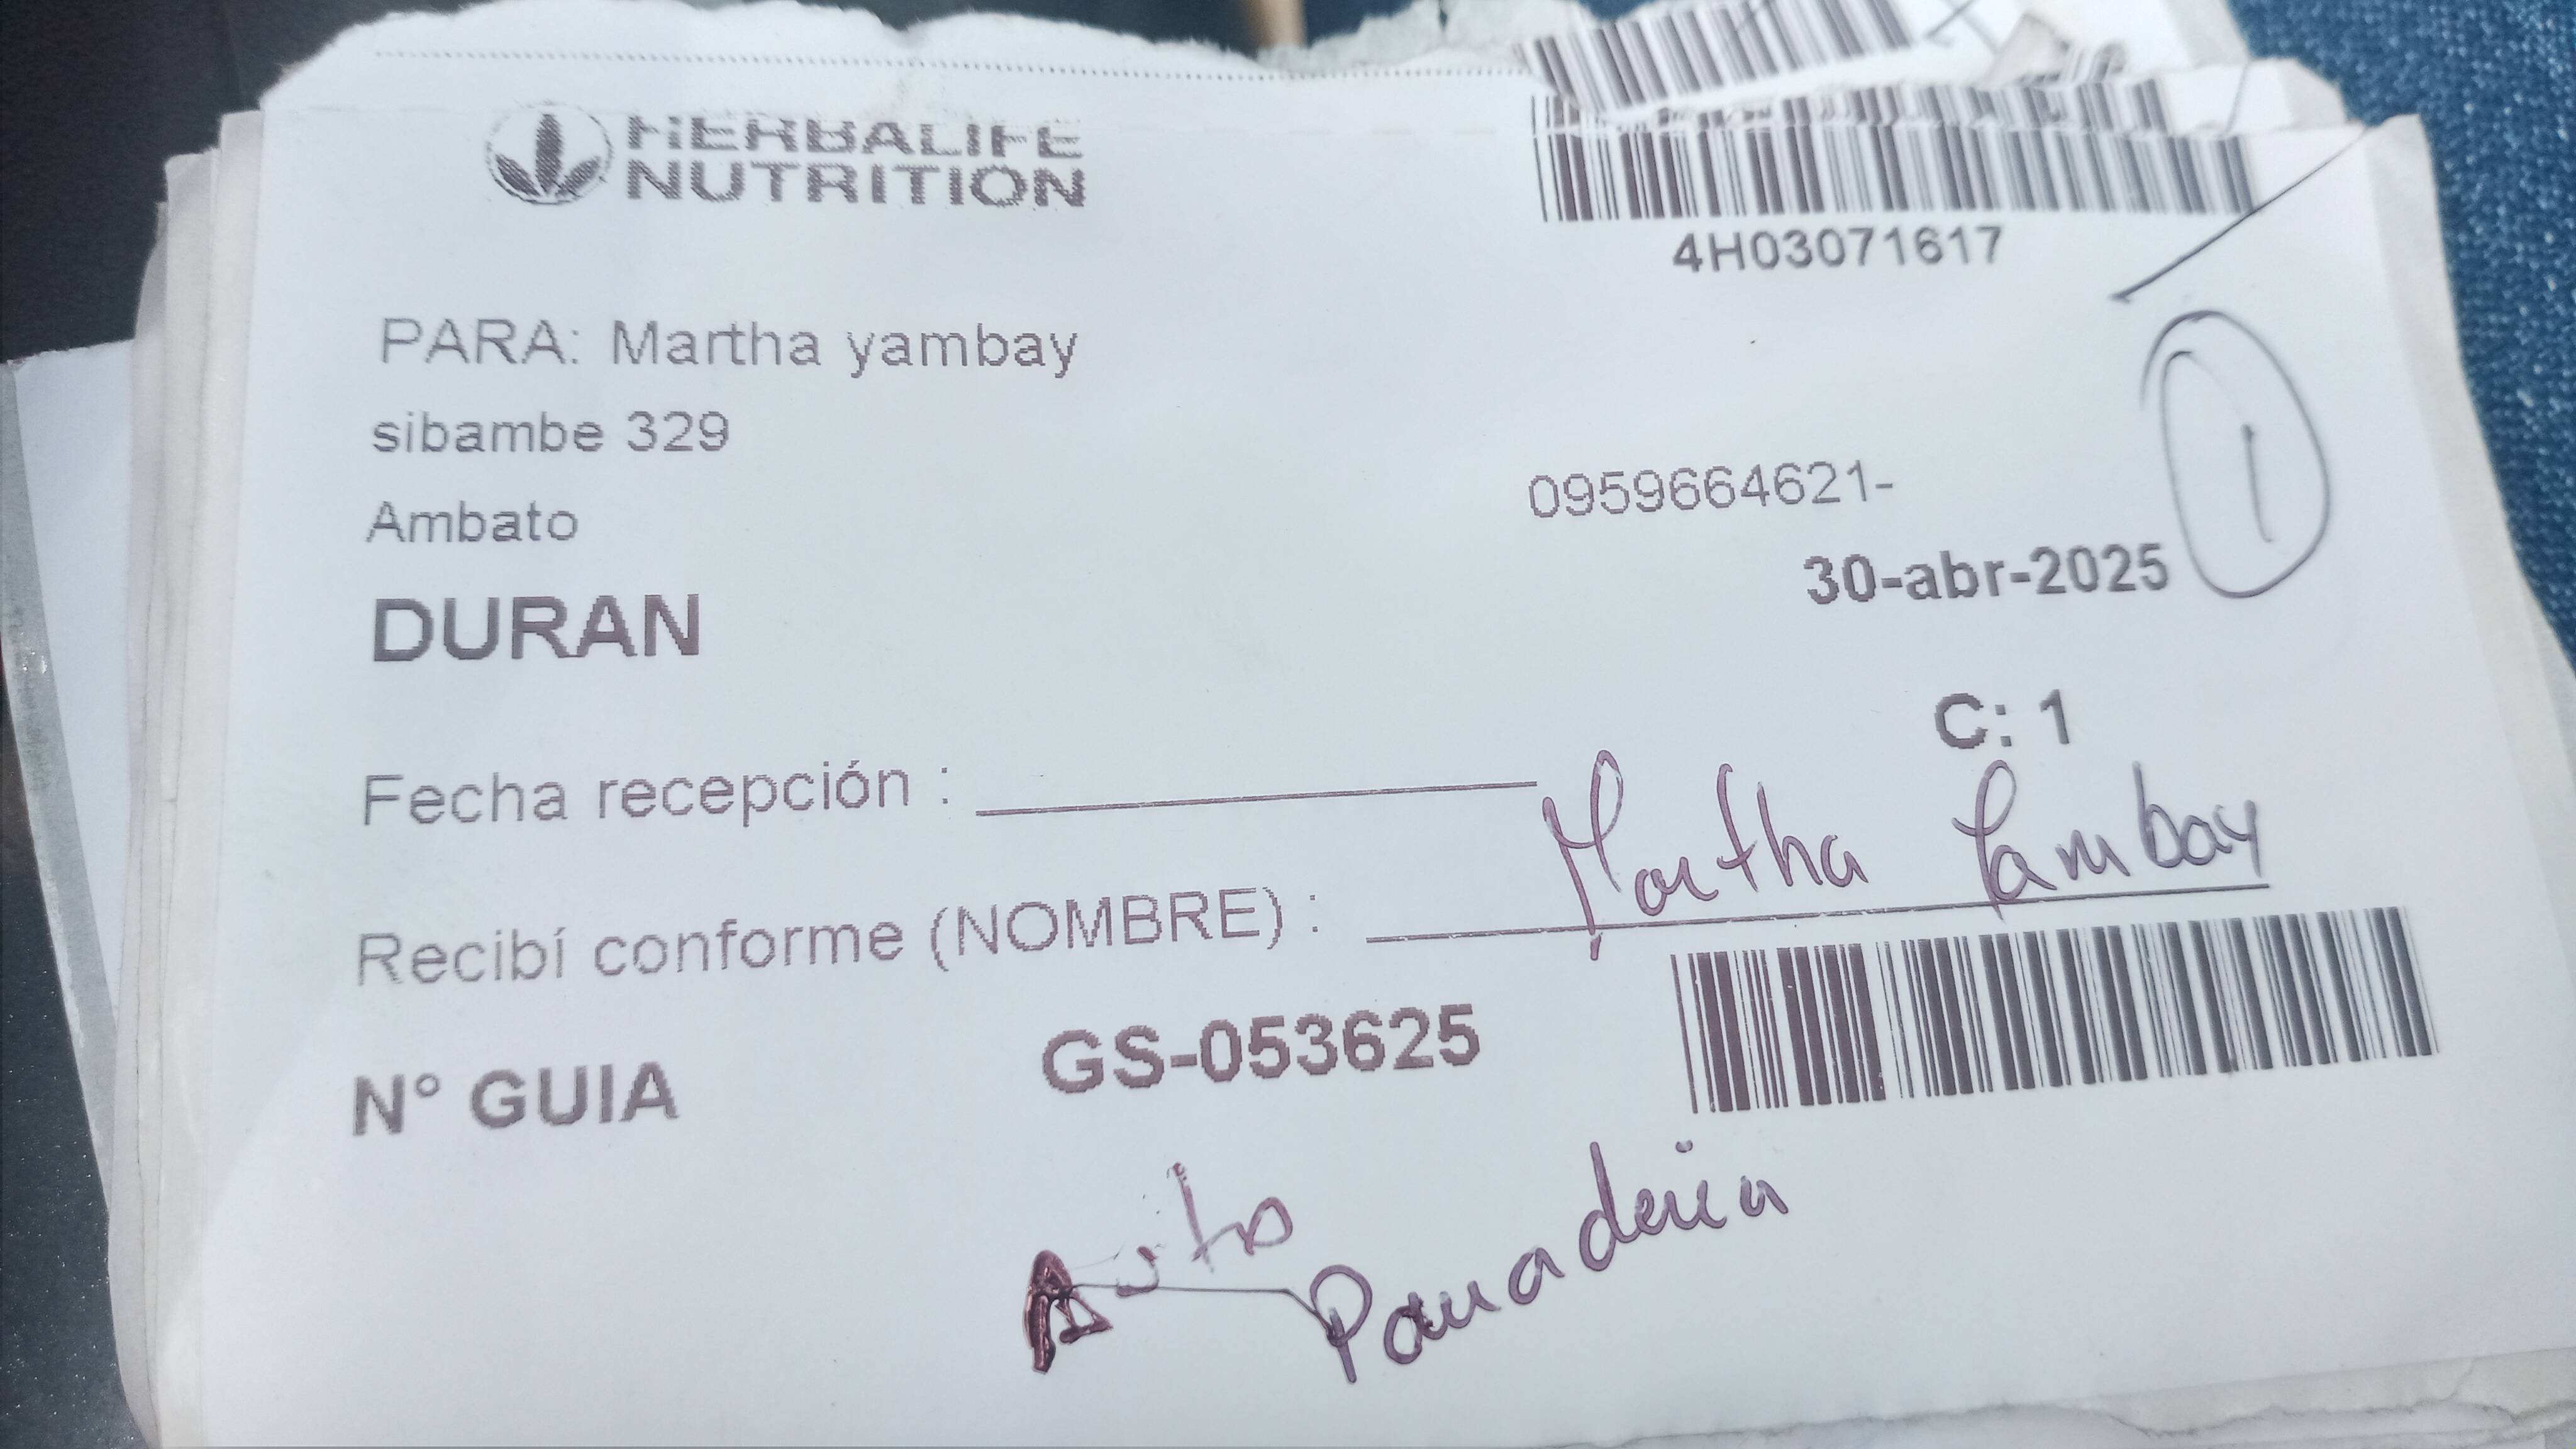 HERBALIFE
NUTRITION
4H03071617
PARA: Martha yambay
sibambe 329
Ambato
0959664621-
1
DURAN
30-abr-2025
C: 1
Fecha recepción :
Recibí conforme (NOMBRE) : Martha Yambay
N° GUIA GS-053625
Panaderia